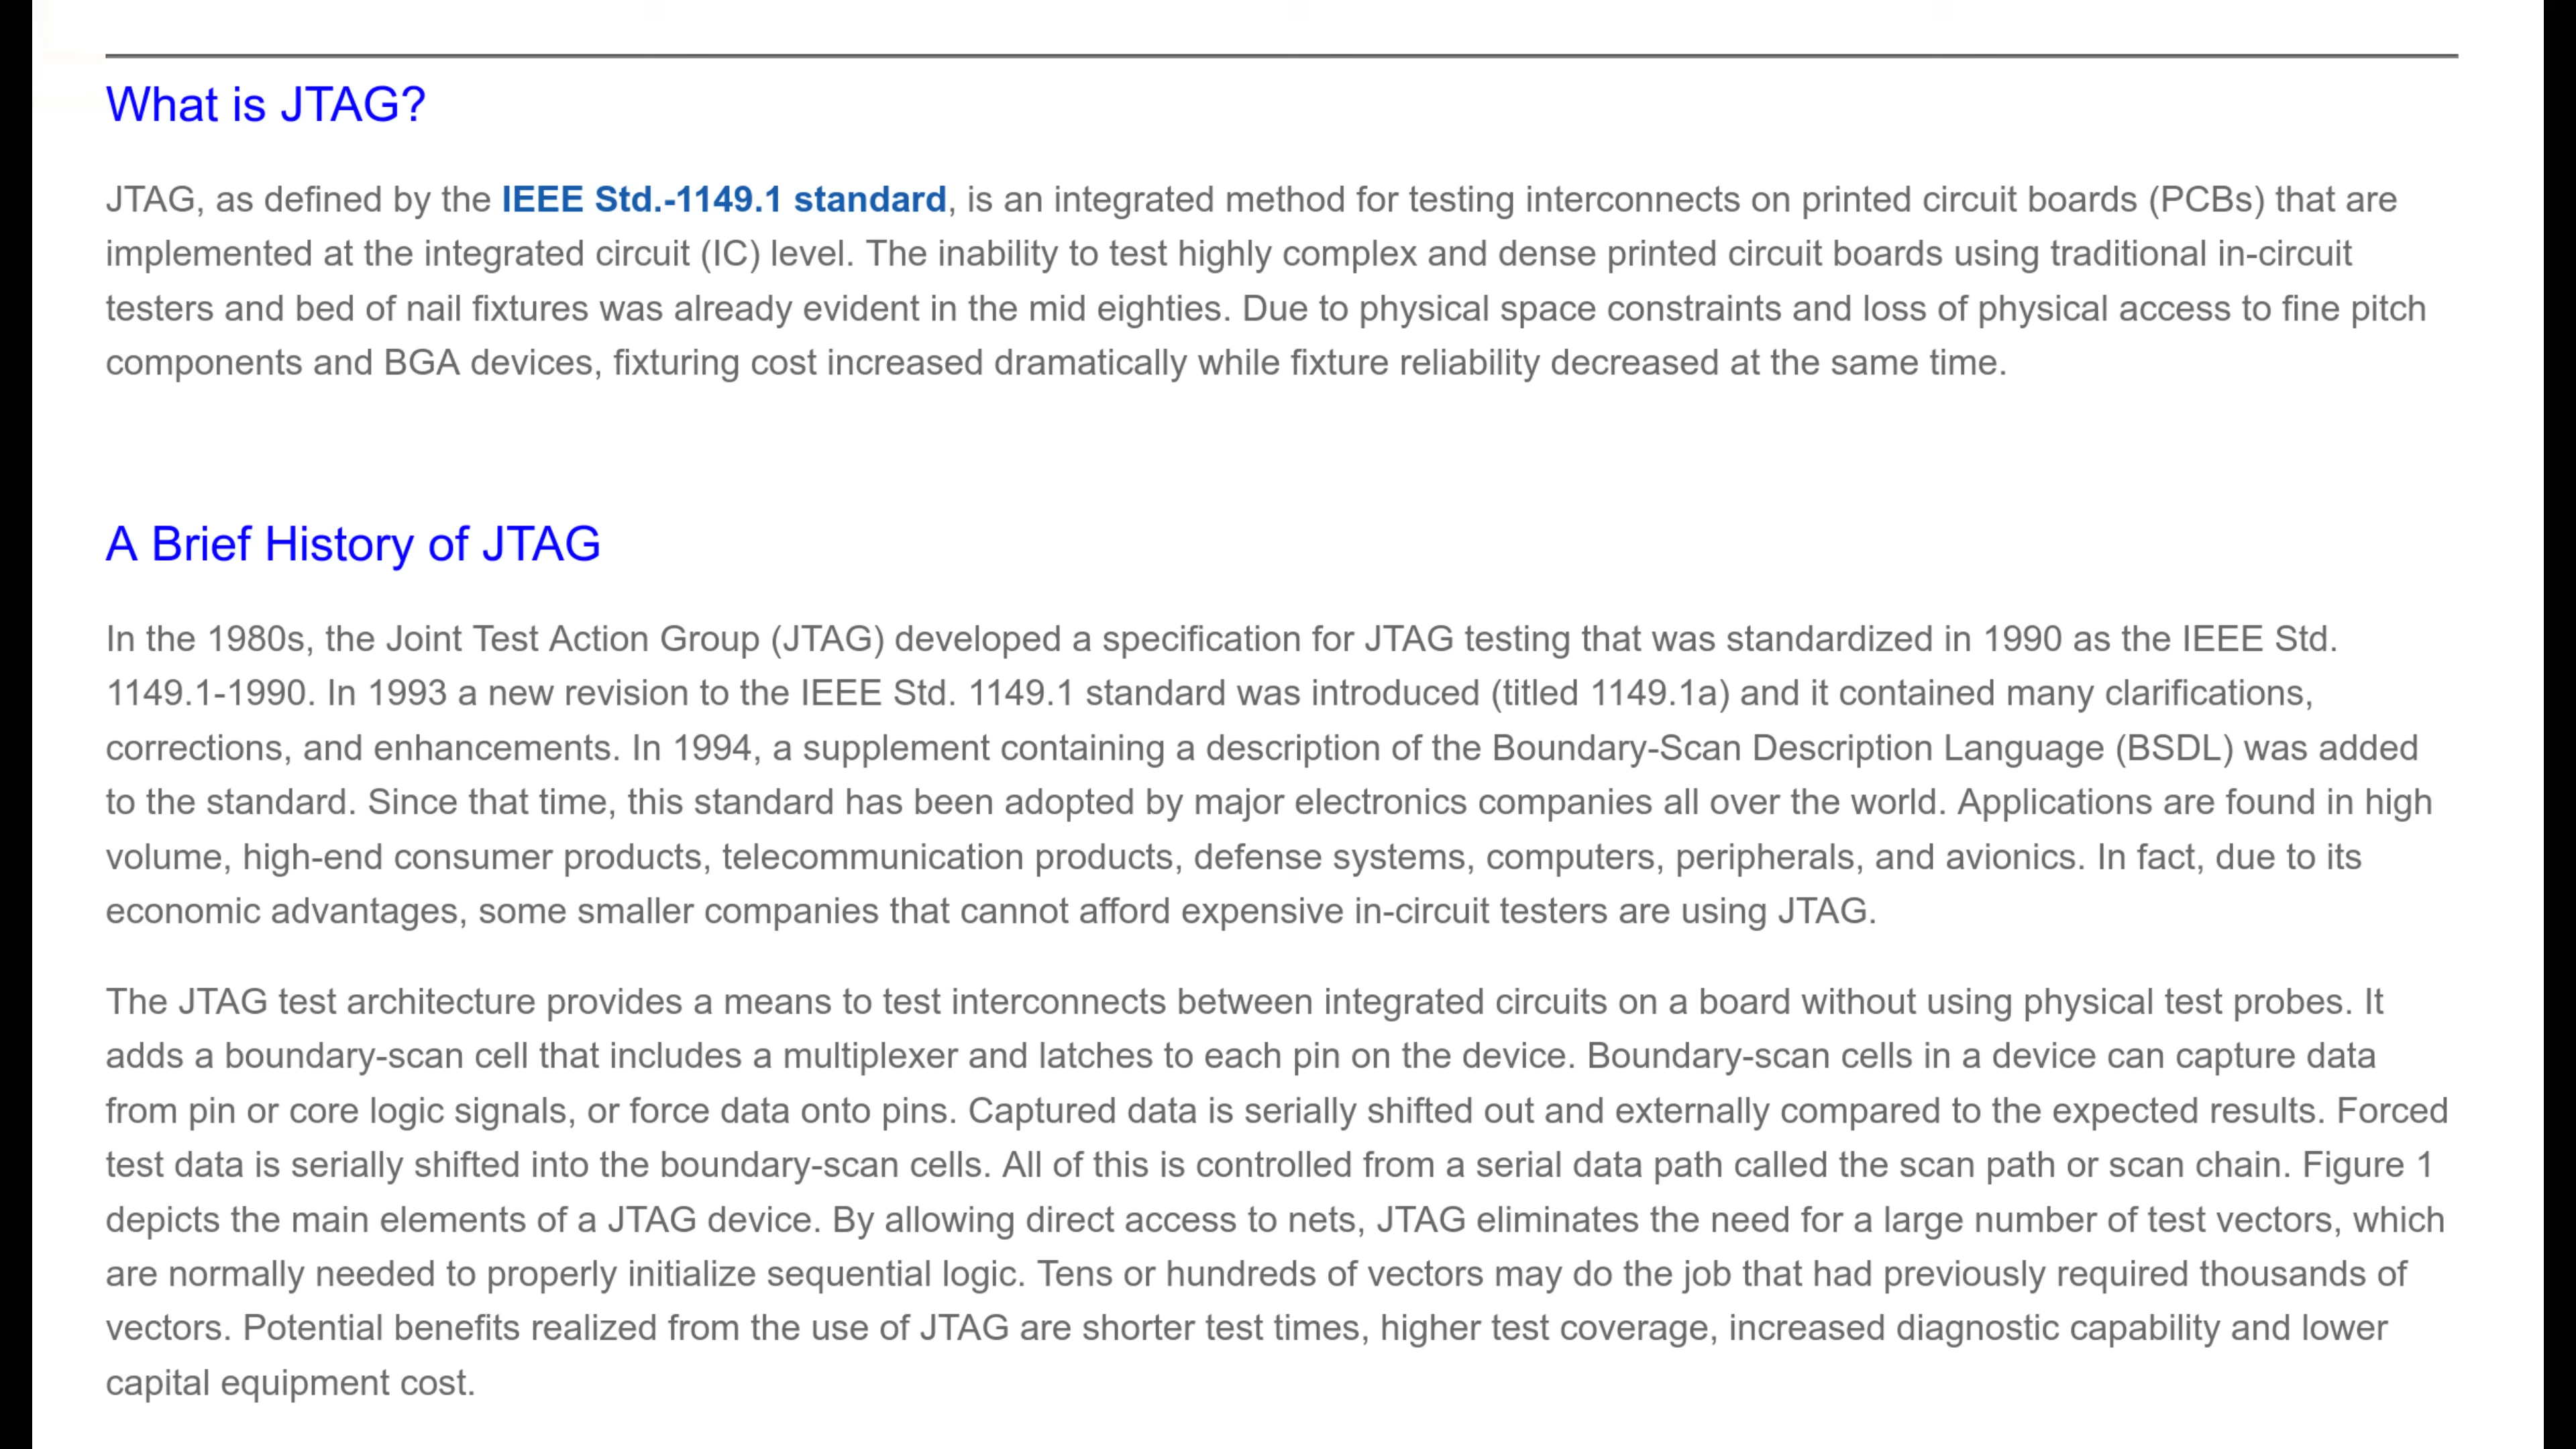 What is JTAG?
JTAG, as defined by the IEEE Std.-1149.1 standard, is an integrated method for testing interconnects on printed circuit boards (PCBs) that are
implemented at the integrated circuit (IC) level. The inability to test highly complex and dense printed circuit boards using traditional in-circuit
testers and bed of nail fixtures was already evident in the mid eighties. Due to physical space constraints and loss of physical access to fine pitch
components and BGA devices, fixturing cost increased dramatically while fixture reliability decreased at the same time.
A Brief History of JTAG
In the 1980s, the Joint Test Action Group (JTAG) developed a specification for JTAG testing that was standardized in 1990 as the IEEE Std.
1149.1-1990. In 1993 a new revision to the IEEE Std. 1149.1 standard was introduced (titled 1149.1a) and it contained many clarifications,
corrections, and enhancements. In 1994, a supplement containing a description of the Boundary-Scan Description Language (BSDL) was added
to the standard. Since that time, this standard has been adopted by major electronics companies all over the world. Applications are found in high
volume, high-end consumer products, telecommunication products, defense systems, computers, peripherals, and avionics. In fact, due to its
economic advantages, some smaller companies that cannot afford expensive in-circuit testers are using JTAG.
The JTAG test architecture provides a means to test interconnects between integrated circuits on a board without using physical test probes. It
adds a boundary-scan cell that includes a multiplexer and latches to each pin on the device. Boundary-scan cells in a device can capture data
from pin or core logic signals, or force data onto pins. Captured data is serially shifted out and externally compared to the expected results. Forced
test data is serially shifted into the boundary-scan cells. All of this is controlled from a serial data path called the scan path or scan chain. Figure 1
depicts the main elements of a JTAG device. By allowing direct access to nets, JTAG eliminates the need for a large number of test vectors, which
are normally needed to properly initialize sequential logic. Tens or hundreds of vectors may do the job that had previously required thousands of
vectors. Potential benefits realized from the use of JTAG are shorter test times, higher test coverage, increased diagnostic capability and lower
capital equipment cost.